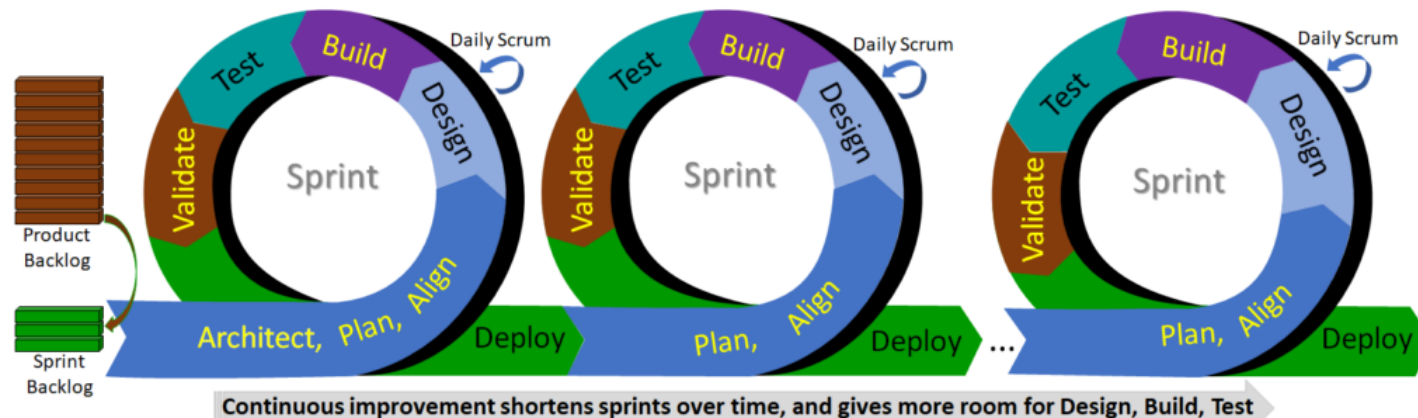 Product
Backlog
Sprint
Backlog
Architect, Plan, Align
Design
Build
Test
Validate
Sprint
Daily Scrum
Deploy
Plan, Align
Design
Build
Test
Validate
Sprint
Daily Scrum
Deploy
...
Plan, Align
Design
Build
Test
Validate
Sprint
Daily Scrum
Deploy
Continuous improvement shortens sprints over time, and gives more room for Design, Build, Test